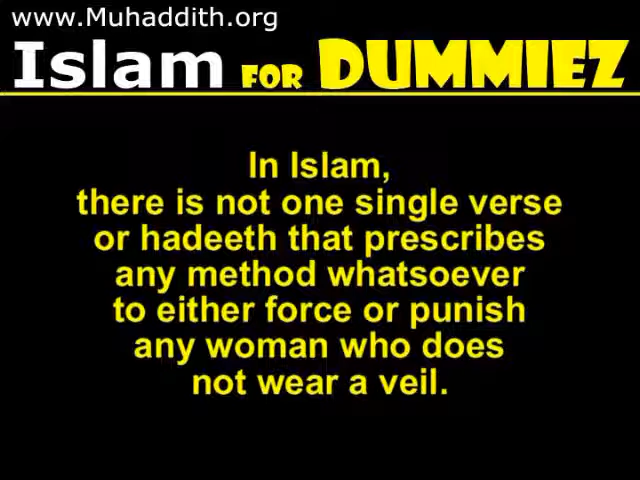 www.Muhaddith.org
Islam FOR DUMMIEZ
In Islam,
there is not one single verse
or hadeeth that prescribes
any method whatsoever
to either force or punish
any woman who does
not wear a veil.